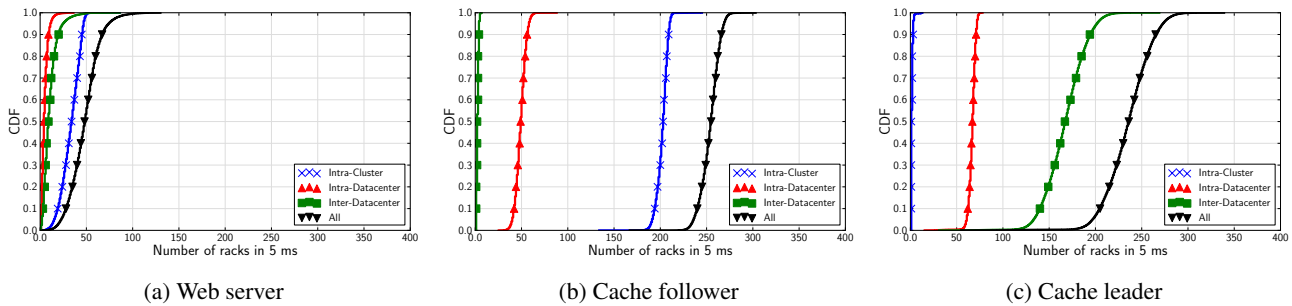 1.0
0.9
0.8
0.7
0.6
0.5
0.4
0.3
0.2
0.1
0.0
CDF
0 50 100 150 200 250 300 350 400
Number of racks in 5 ms
Intra-Cluster
Intra-Datacenter
Inter-Datacenter
All
(a) Web server
1.0
0.9
0.8
0.7
0.6
0.5
0.4
0.3
0.2
0.1
0.0
CDF
0 50 100 150 200 250 300 350 400
Number of racks in 5 ms
Intra-Cluster
Intra-Datacenter
Inter-Datacenter
All
(b) Cache follower
1.0
0.9
0.8
0.7
0.6
0.5
0.4
0.3
0.2
0.1
0.0
CDF
0 50 100 150 200 250 300 350 400
Number of racks in 5 ms
Intra-Cluster
Intra-Datacenter
Inter-Datacenter
All
(c) Cache leader